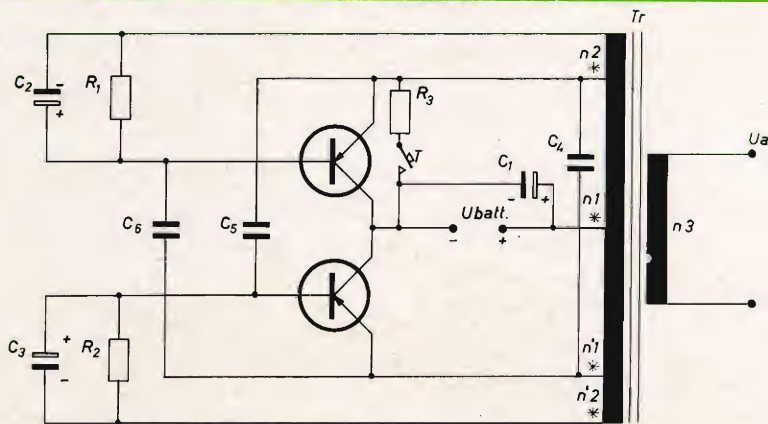 Tr
n2
*
C2
-
+
R1
R3
T
C1
-
+
C4
Ua
C6
C5
Ubatt.
-
+
n1
*
n3
C3
+
-
R2
n'1
*
n'2
*